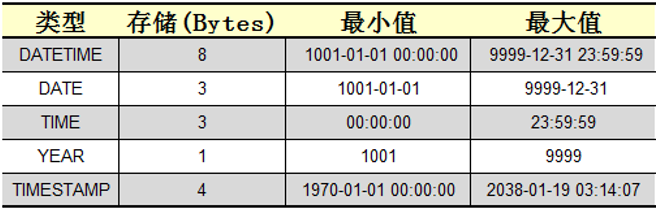 类型 存储(Bytes) 最小值 最大值
DATETIME 8 1001-01-01 00:00:00 9999-12-31 23:59:59
DATE 3 1001-01-01 9999-12-31
TIME 3 00:00:00 23:59:59
YEAR 1 1001 9999
TIMESTAMP 4 1970-01-01 00:00:00 2038-01-19 03:14:07